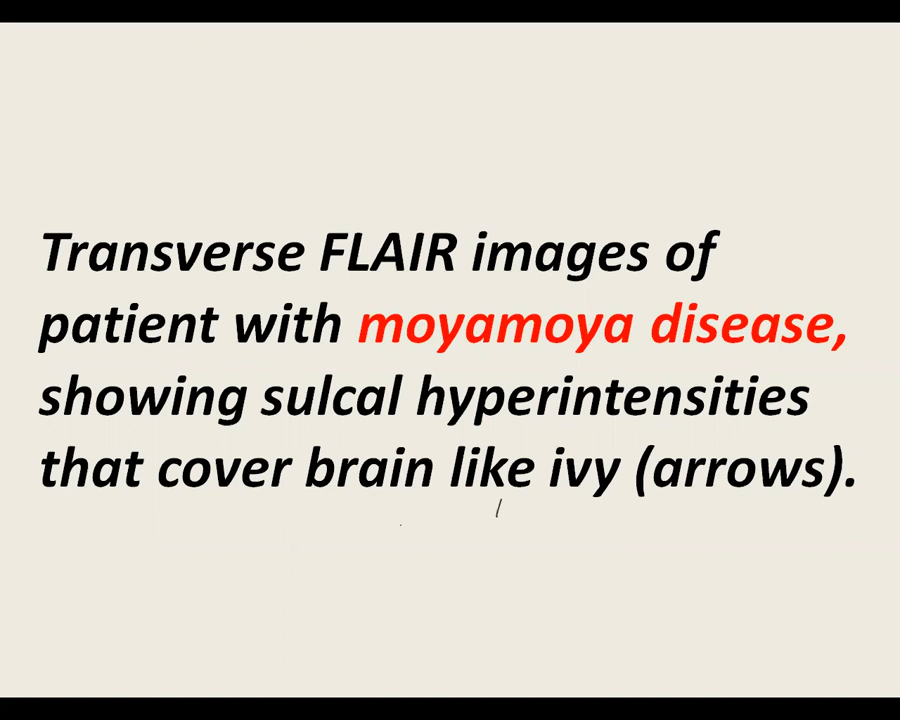 Transverse FLAIR images of
patient with moyamoya disease,
showing sulcal hyperintensities
that cover brain like ivy (arrows).